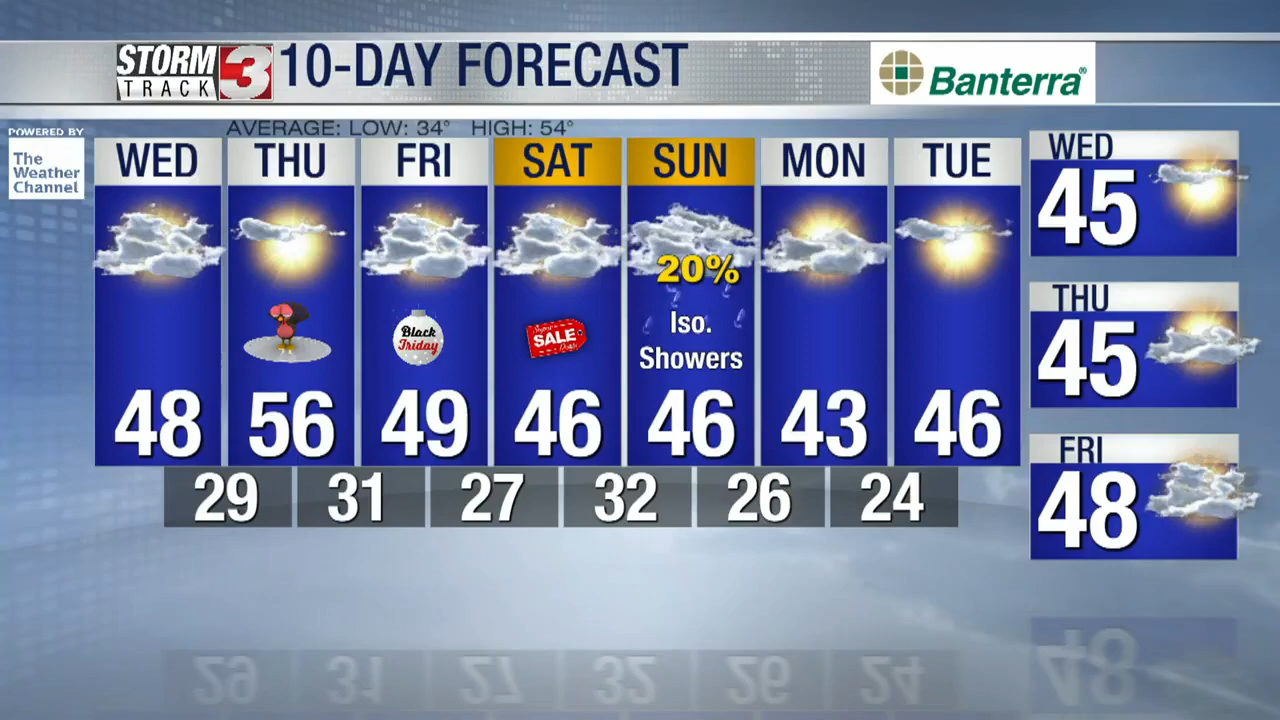 STORM
TRACK 3
10-DAY FORECAST
Banterra®
POWERED BY
The
Weather
Channel
AVERAGE: LOW: 34° HIGH: 54°
WED THU FRI SAT SUN MON TUE
20%
Iso.
Showers
Black
Friday
SALE
48 56 49 46 46 43 46
29 31 27 32 26 24
WED
45
THU
45
FRI
48